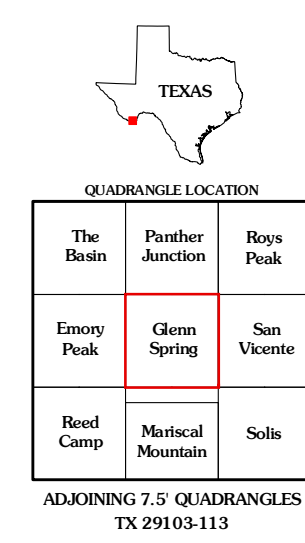 TEXAS
QUADRANGLE LOCATION
The
Basin
Panther
Junction
Roys
Peak
Emory
Peak
Glenn
Spring
San
Vicente
Reed
Camp
Mariscal
Mountain
Solis
ADJOINING 7.5' QUADRANGLES
TX 29103-113